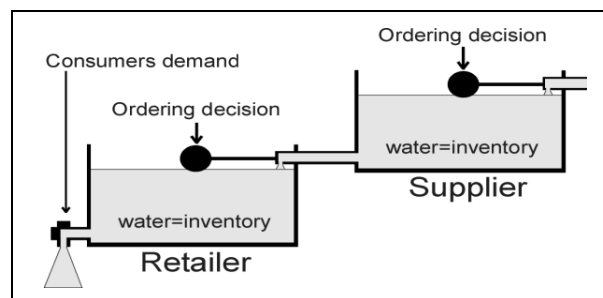 Ordering decision
Consumers demand
Ordering decision
water=inventory
Supplier
water=inventory
Retailer